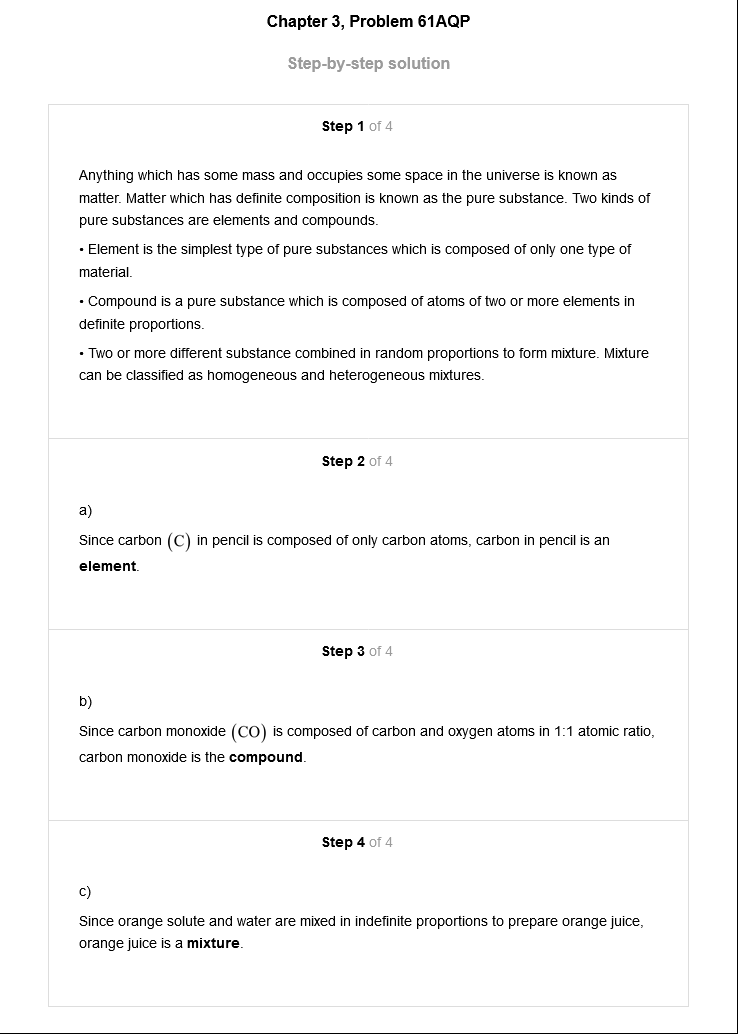 Chapter 3, Problem 61AQP
Step-by-step solution
Step 1 of 4
Anything which has some mass and occupies some space in the universe is known as
matter. Matter which has definite composition is known as the pure substance. Two kinds of
pure substances are elements and compounds.
• Element is the simplest type of pure substances which is composed of only one type of
material.
• Compound is a pure substance which is composed of atoms of two or more elements in
definite proportions.
• Two or more different substance combined in random proportions to form mixture. Mixture
can be classified as homogeneous and heterogeneous mixtures.
Step 2 of 4
a)
Since carbon (C) in pencil is composed of only carbon atoms, carbon in pencil is an
element.
Step 3 of 4
b)
Since carbon monoxide (CO) is composed of carbon and oxygen atoms in 1:1 atomic ratio,
carbon monoxide is the compound.
Step 4 of 4
c)
Since orange solute and water are mixed in indefinite proportions to prepare orange juice,
orange juice is a mixture.